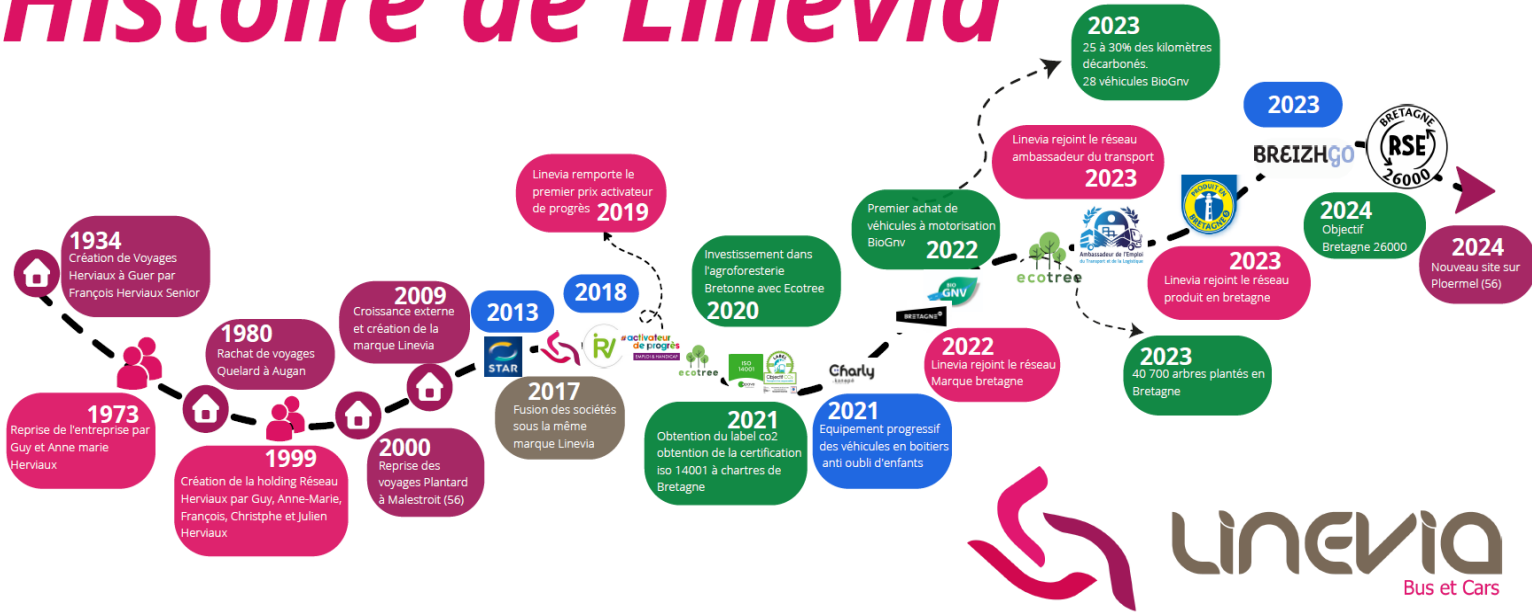 Histoire de Linevia
1934
Création de Voyages
Herviaux à Guer par
François Herviaux Senior
1973
Reprise de l'entreprise par
Guy et Anne marie
Herviaux
1980
Rachat de voyages
Quelard à Augan
1999
Création de la holding Réseau
Herviaux par Guy, Anne-Marie,
François, Christphe et Julien
Herviaux
2000
Reprise des
voyages Plantard
à Malestroit (56)
2009
Croissance externe
et création de la
marque Linevia
2013
STAR
2017
Fusion des sociétés
sous la même
marque Linevia
2018
activateur
de progrès
EMPLOI & HANDICAP
Linevia remporte le
premier prix activateur
de progrès 2019
ecotree
Investissement dans
l'agroforesterie
Bretonne avec Ecotree
2020
ISO
14001
LABEL
Objectif CO₂
2021
Obtention du label co2
obtention de la certification
iso 14001 à chartres de
Bretagne
Charly
2021
Equipement progressif
des véhicules en boitiers
anti oubli d'enfants
BRETAGNE
2022
Linevia rejoint le réseau
Marque bretagne
BIO
GNV
Premier achat de
véhicules à motorisation
BioGnv
2022
2023
25 à 30% des kilomètres
décarbonés.
28 véhicules BioGnv
ecotree
2023
40 700 arbres plantés en
Bretagne
Linevia rejoint le réseau
ambassadeur du transport
2023
Ambassadeur de l'Emploi
du Transport et de la Logistique
PRODUIT EN
BRETAGNE
2023
Linevia rejoint le réseau
produit en bretagne
2023
BREIZHGO
BRETAGNE
RSE
26000
2024
Objectif
Bretagne 26000
2024
Nouveau site sur
Ploermel (56)
Linevia
Bus et Cars